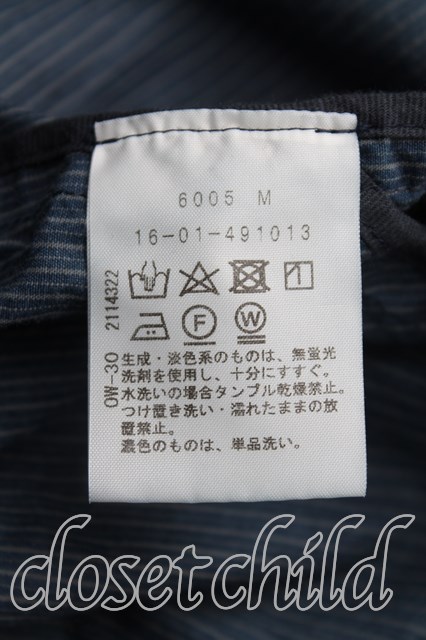 6005 M
16-01-491013
F
W
OW-30 2114322
生成・淡色系のものは、無蛍光
洗剤を使用し、十分にすすぐ。
水洗いの場合タンブル乾燥禁止。
つけ置き洗い・濡れたままの放
置禁止。
濃色のものは、単品洗い。
closetchild